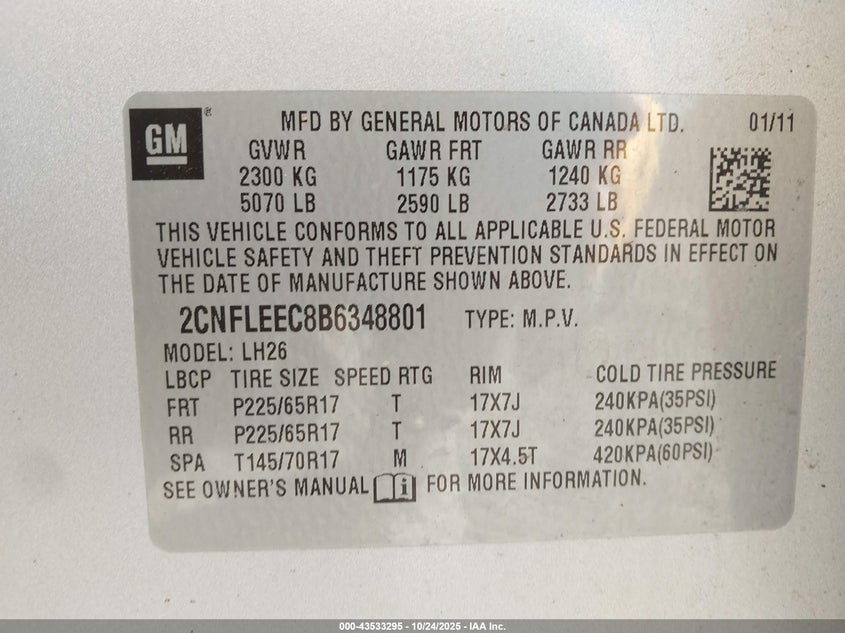 GM ® MFD BY GENERAL MOTORS OF CANADA LTD. 01/11
GVWR GAWR FRT GAWR RR
2300 KG 1175 KG 1240 KG
5070 LB 2590 LB 2733 LB
THIS VEHICLE CONFORMS TO ALL APPLICABLE U.S. FEDERAL MOTOR
VEHICLE SAFETY AND THEFT PREVENTION STANDARDS IN EFFECT ON
THE DATE OF MANUFACTURE SHOWN ABOVE.
2CNFLEEC8B6348801 TYPE: M.P.V.
MODEL: LH26
LBCP TIRE SIZE SPEED RTG RIM COLD TIRE PRESSURE
FRT P225/65R17 T 17X7J 240KPA(35PSI)
RR P225/65R17 T 17X7J 240KPA(35PSI)
SPA T145/70R17 M 17X4.5T 420KPA(60PSI)
SEE OWNER'S MANUAL i FOR MORE INFORMATION.
000-43533295 - 10/24/2025 - IAA Inc.